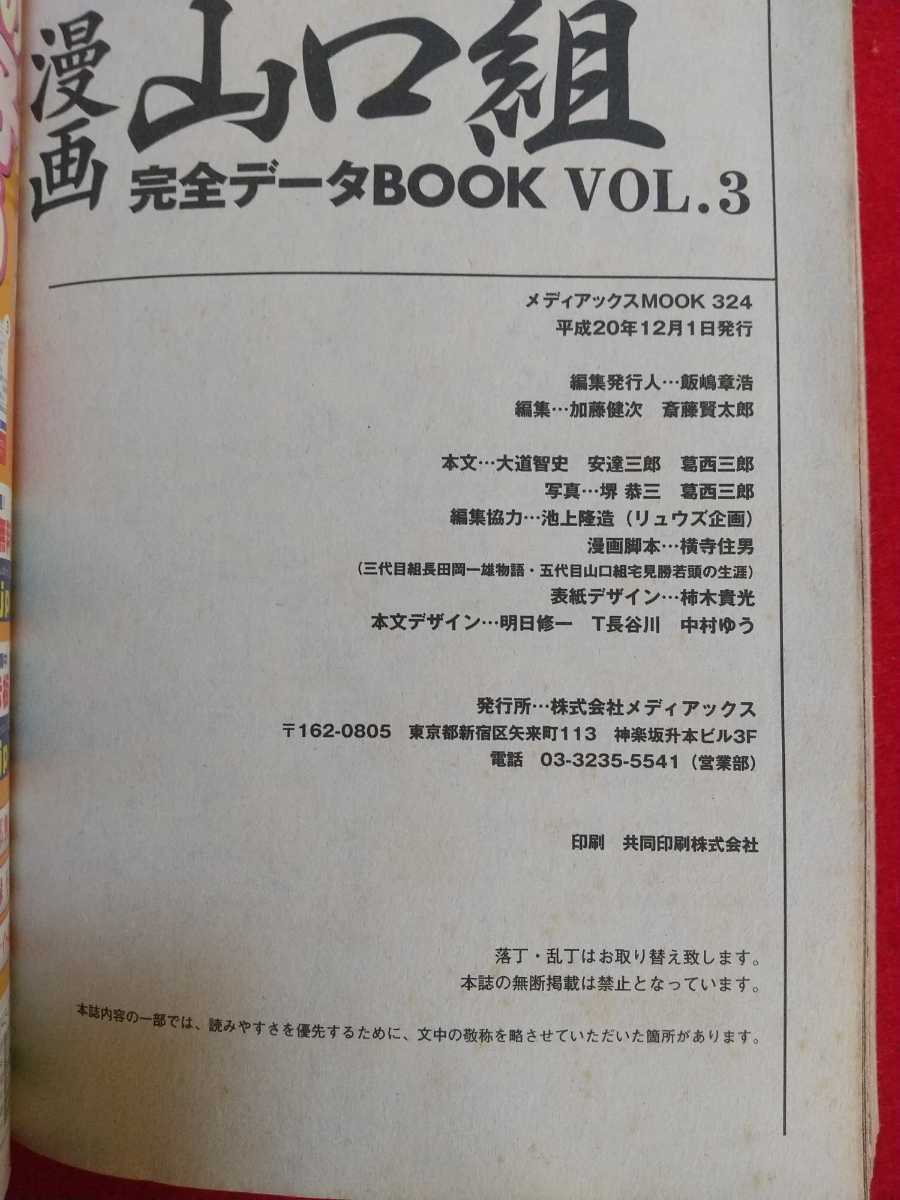 漫画
山口組
完全データBOOK VOL.3
メディアックスMOOK 324
平成20年12月1日発行
編集発行人…飯嶋章浩
編集…加藤健次　斎藤賢太郎
本文…大道智史　安達三郎　葛西三郎
写真…堺 恭三　葛西三郎
編集協力…池上隆造（リュウズ企画）
漫画脚本…横寺住男
（三代目組長田岡一雄物語・五代目山口組宅見勝若頭の生涯）
表紙デザイン…柿木貴光
本文デザイン…明日修一　T長谷川　中村ゆう
発行所…株式会社メディアックス
〒162-0805　東京都新宿区矢来町113　神楽坂升本ビル3F
電話　03-3235-5541（営業部）
印刷　共同印刷株式会社
落丁・乱丁はお取り替え致します。
本誌の無断掲載は禁止となっています。
本誌内容の一部では、読みやすさを優先するために、文中の敬称を略させていただいた箇所があります。